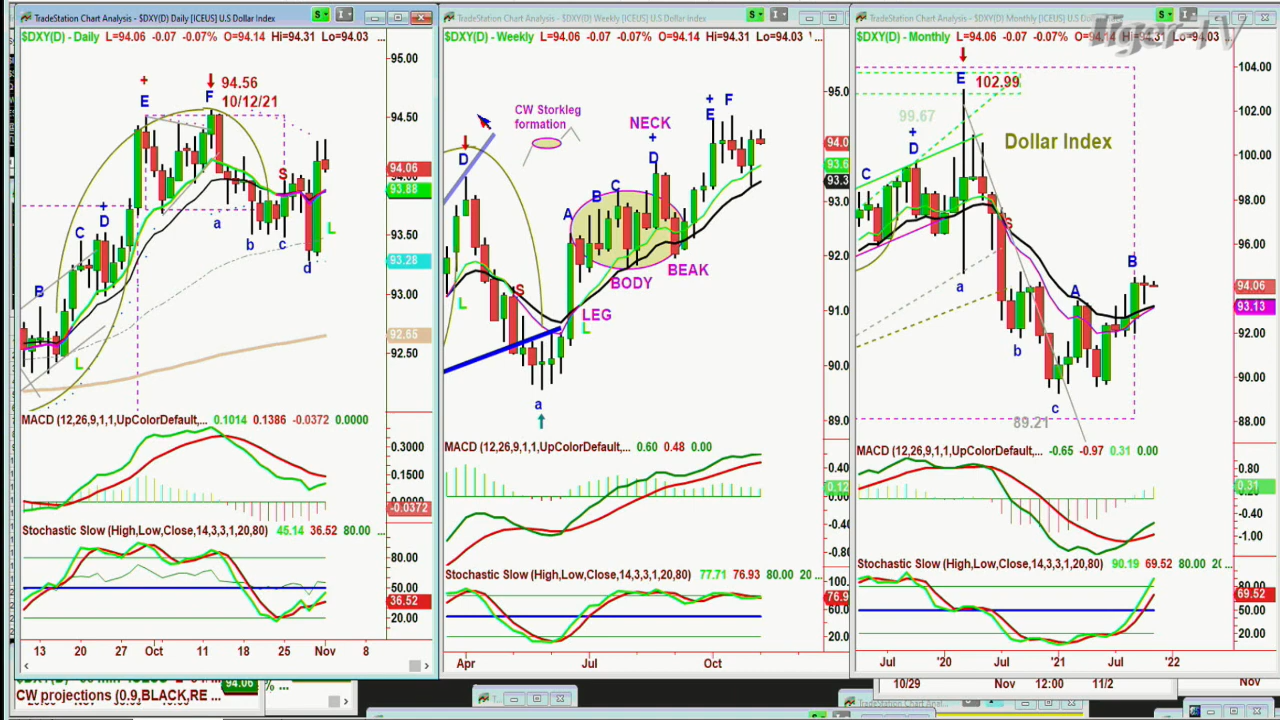 TradeStation Chart Analysis - $DXY(D) Daily [ICEUS] U.S Dollar Index
S
I
$DXY(D) - Daily L=94.06 -0.07 -0.07% O=94.14 Hi=94.31 Lo=94.03
95.00
94.56
10/12/21
E
F
94.50
94.06
94.00
93.88
S
D
C
a
L
b
c
93.50
d
93.28
B
93.00
92.65
92.50
L
MACD (12,26,9,1,1,UpColorDefault,... 0.1014 0.1386 -0.0372 0.0000
0.3000
0.1500
0.0000
-0.0372
Stochastic Slow (High,Low,Close,14,3,3,1,20,80) 45.14 36.52 80.00
80.00
50.00
36.52
20.00
13 20 27 Oct 11 18 25 Nov 8
TradeStation Chart Analysis - $DXY(D) Weekly [ICEUS] U.S Dollar Index
S
I
$DXY(D) - Weekly L=94.06 -0.07 -0.07% O=94.14 Hi=94.31 Lo=94.03 ...
CW Storkleg
formation
E
F
95.0
NECK
D
D
94.0
93.6
93.3
93.0
C
B
A
92.0
BEAK
BODY
S
L
LEG
L
91.0
90.0
a
89.0
MACD (12,26,9,1,1,UpColorDefault,... 0.60 0.48 0.00
0.40
0.12
-0.40
-0.80
Stochastic Slow (High,Low,Close,14,3,3,1,20,80) 77.71 76.93 80.00 20 ...
100.
76.9
60.0
20.0
Apr Jul Oct
TradeStation Chart Analysis - $DXY(D) Monthly [ICEUS] U.S Dollar Index
S
I
Tiger TV
$DXY(D) - Monthly L=94.06 -0.07 -0.07% O=94.14 Hi=94.31 Lo=94.03 ...
104.00
E
102.99
102.00
99.67
D
Dollar Index
100.00
C
98.00
S
96.00
B
a
A
94.06
93.13
92.00
b
90.00
c
89.21
88.00
MACD (12,26,9,1,1,UpColorDefault,... -0.65 -0.97 0.31 0.00
0.80
0.31
-0.40
-1.00
Stochastic Slow (High,Low,Close,14,3,3,1,20,80) 90.19 69.52 80.00 ...
80.00
69.52
50.00
20.00
Jul '20 Jul '21 Jul '22
94.06
% ...
CW projections (0.9,BLACK,RE ...
10/29 Nov 12:00 11/2 Nov